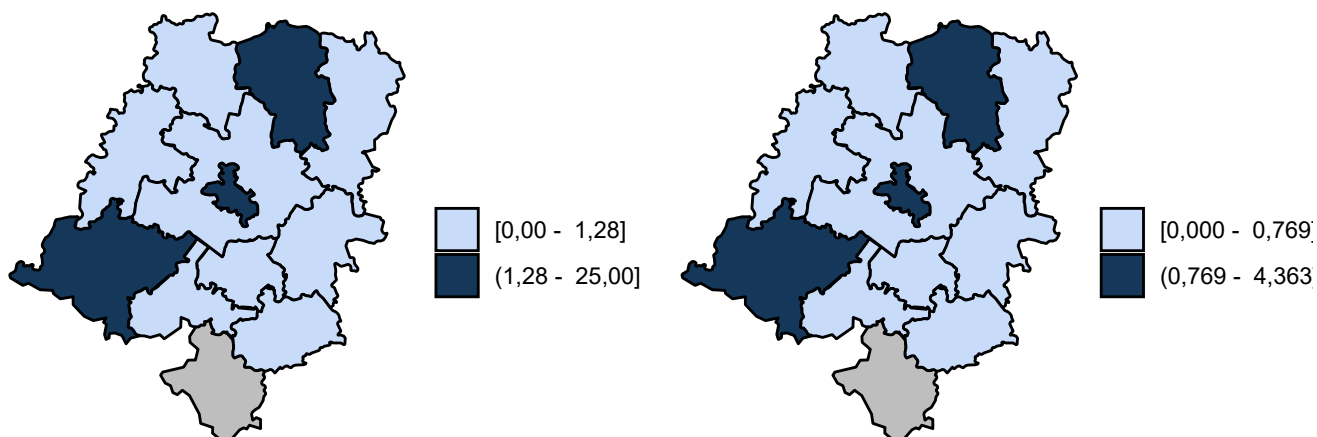 [0,00 - 1,28]
(1,28 - 25,00]
[0,000 - 0,769]
(0,769 - 4,363]